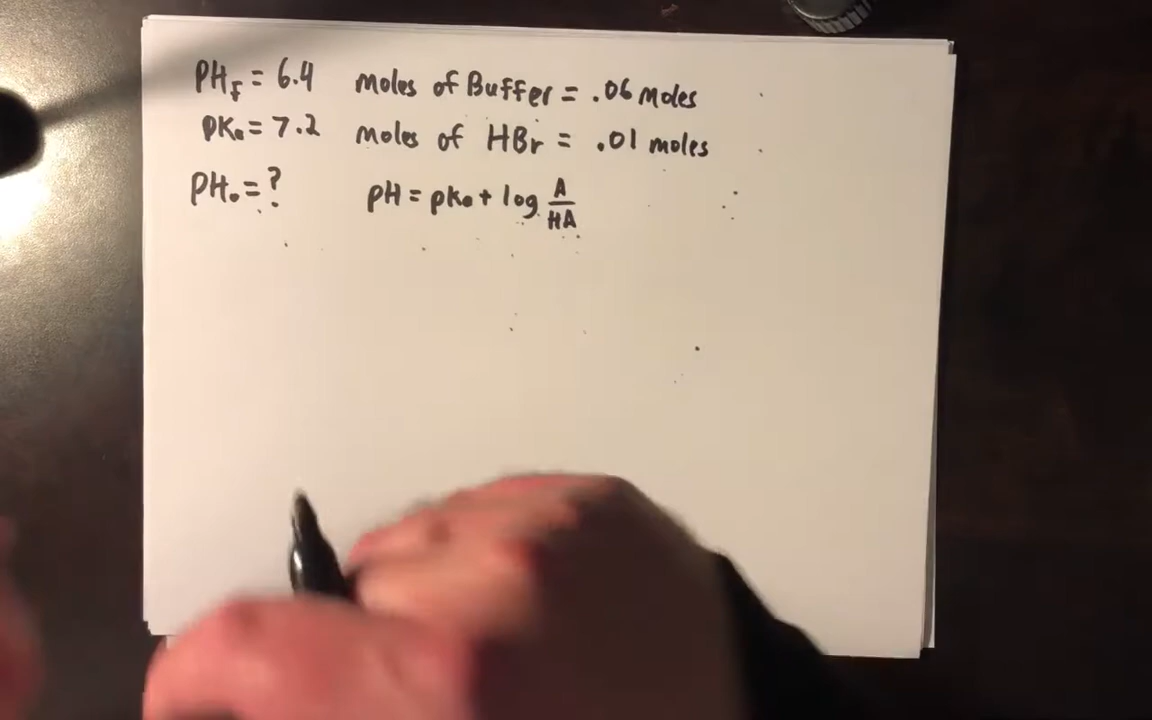 PHf = 6.4 moles of Buffer = .06 moles
PKa = 7.2 moles of HBr = .01 moles
PHo = ? pH = pka + log A/HA